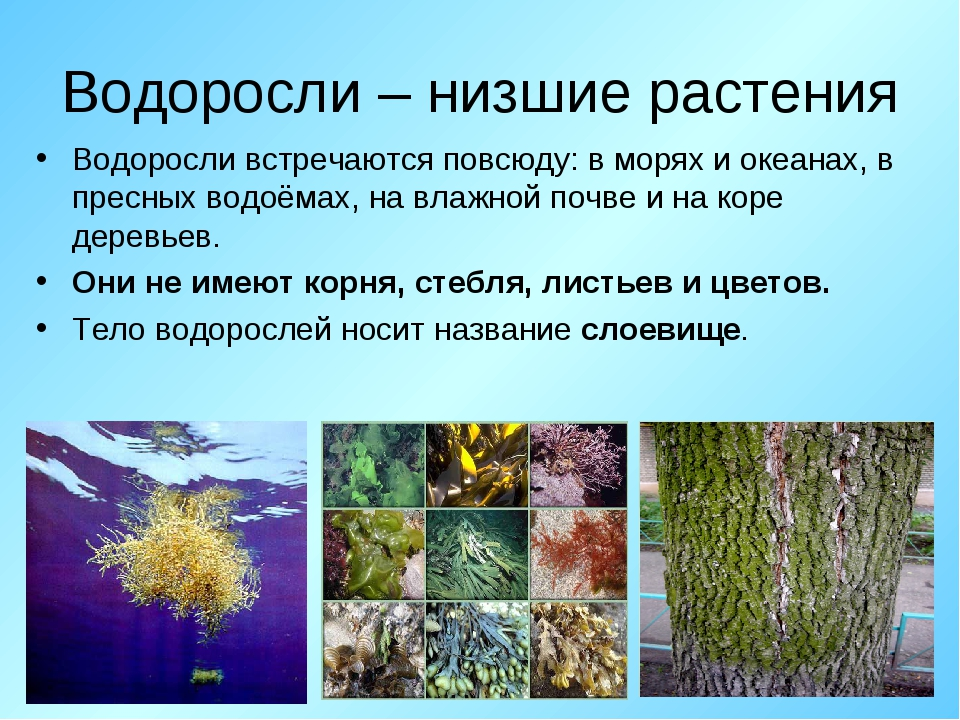 Водоросли – низшие растения
• Водоросли встречаются повсюду: в морях и океанах, в
пресных водоёмах, на влажной почве и на коре
деревьев.
• Они не имеют корня, стебля, листьев и цветов.
• Тело водорослей носит название слоевище.